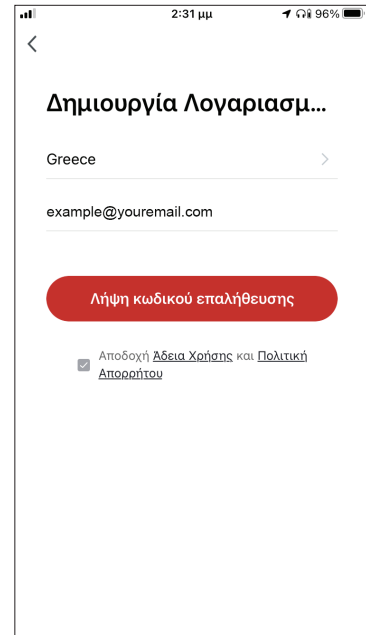 2:31 μμ 96%
Δημιουργία Λογαριασμ...
Greece
example@youremail.com
Λήψη κωδικού επαλήθευσης
Αποδοχή Άδεια Χρήσης και Πολιτική
Απορρήτου